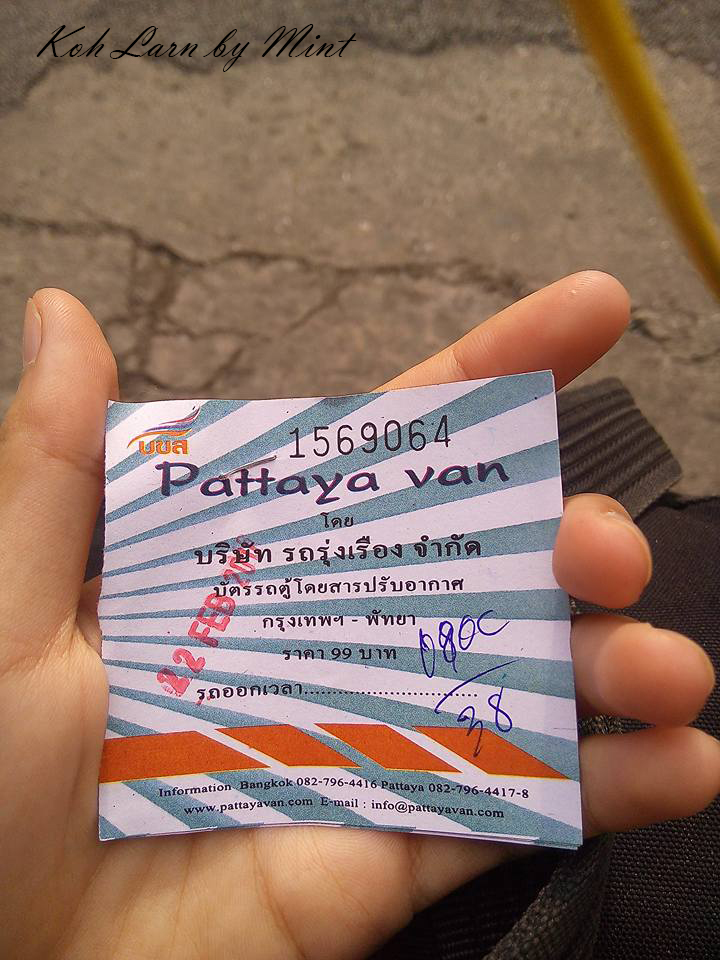 Koh Larn by Mint
บขส
1569064
Pattaya van
โดย
บริษัท รถรุ่งเรือง จำกัด
บัตรรถตู้โดยสารปรับอากาศ
กรุงเทพฯ - พัทยา
ราคา 99 บาท
22 FEB
รถออกเวลา..............................
Information Bangkok 082-796-4416 Pattaya 082-796-4417-8
www.pattayavan.com E-mail : info@pattayavan.com